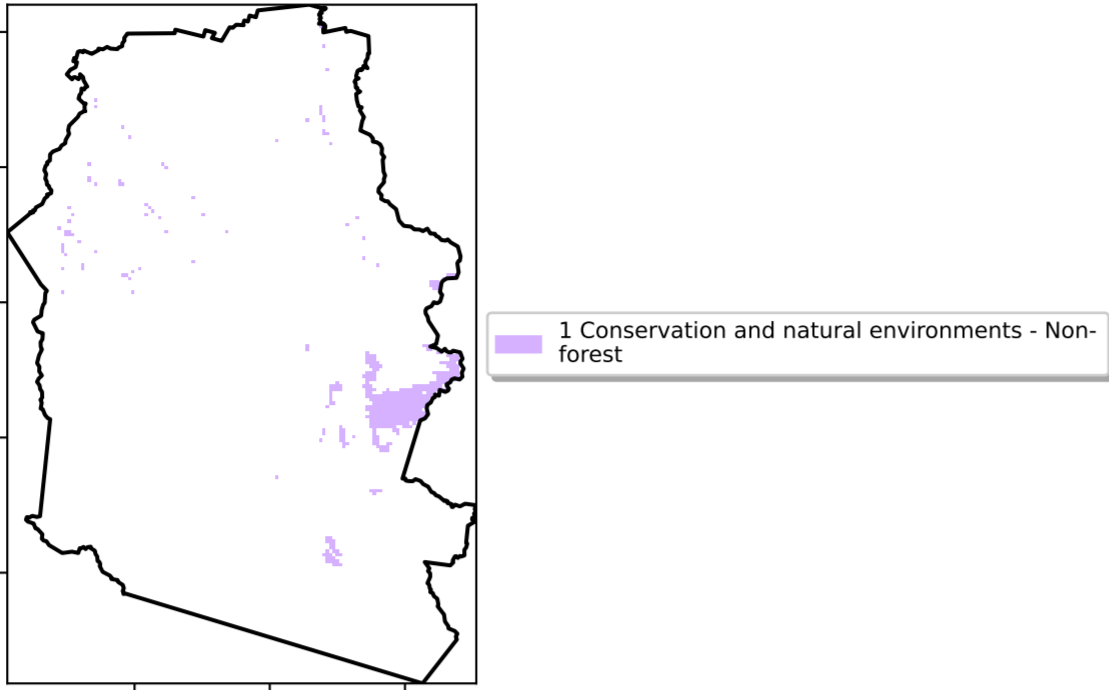 1 Conservation and natural environments - Non-
forest